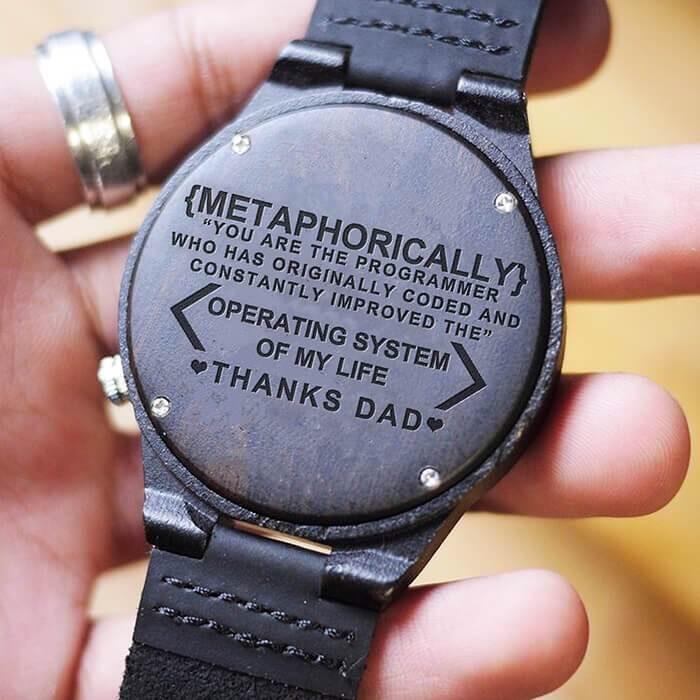 {METAPHORICALLY}
"YOU ARE THE PROGRAMMER
WHO HAS ORIGINALLY CODED AND
CONSTANTLY IMPROVED THE"
<OPERATING SYSTEM
OF MY LIFE>
♥THANKS DAD♥